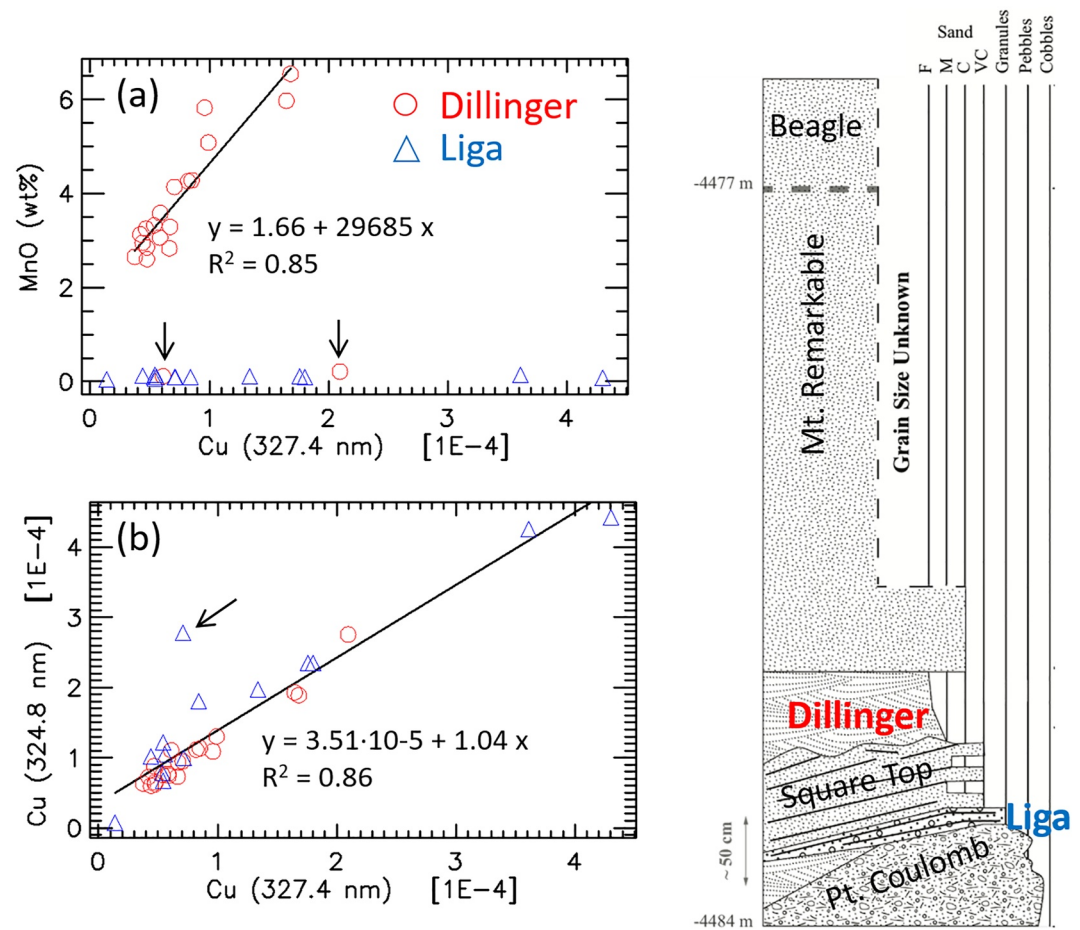 (a)
Dillinger
Liga
MnO (wt%)
6
4
2
0
y = 1.66 + 29685 x
R² = 0.85
0 1 2 3 4
Cu (327.4 nm) [1E-4]
(b)
Cu (324.8 nm) [1E-4]
4
3
2
1
0
y = 3.51·10-5 + 1.04 x
R² = 0.86
0 1 2 3 4
Cu (327.4 nm) [1E-4]
Sand
F
M
C
VC
Granules
Pebbles
Cobbles
Beagle
-4477 m
Mt. Remarkable
Grain Size Unknown
Dillinger
Square Top
Liga
~ 50 cm
Pt. Coulomb
-4484 m